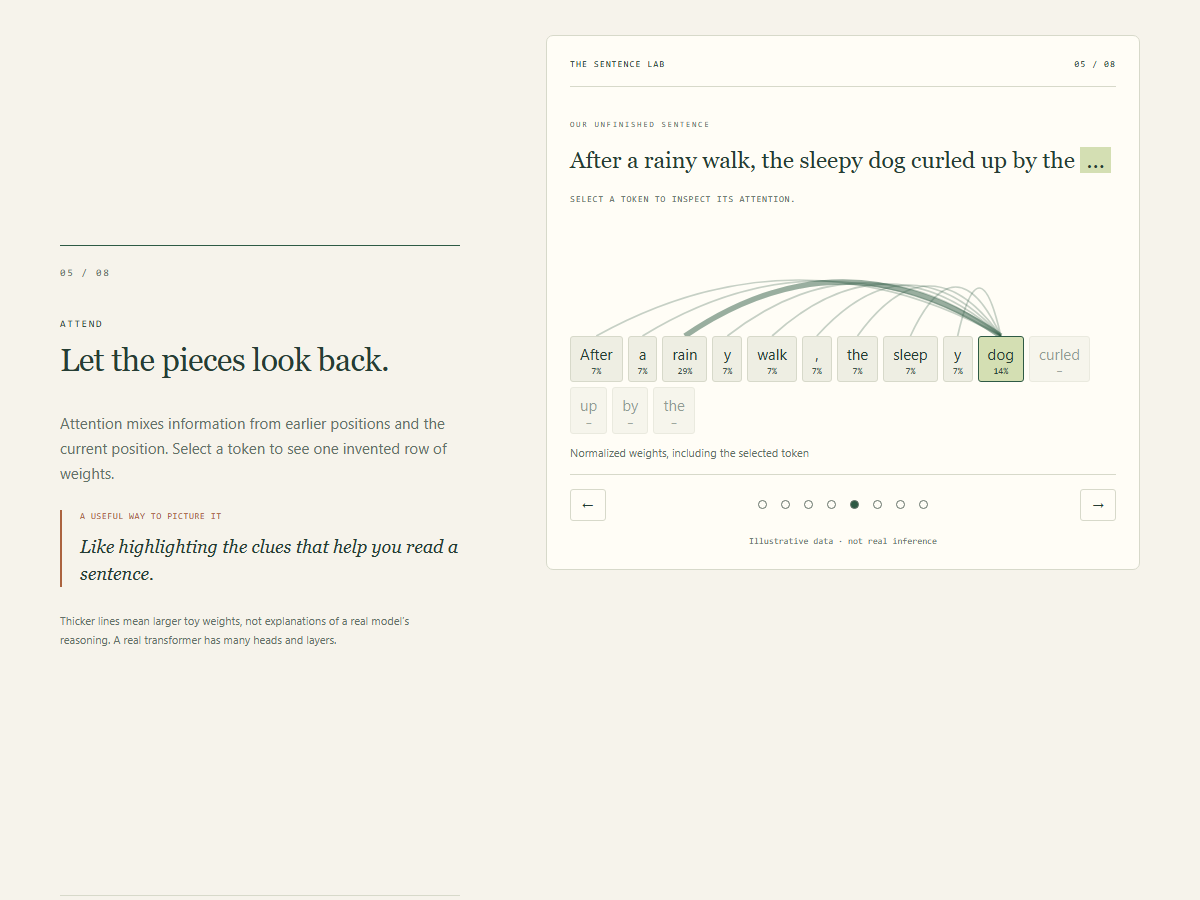 05 / 08
ATTEND
Let the pieces look back.
Attention mixes information from earlier positions and the
current position. Select a token to see one invented row of
weights.
A USEFUL WAY TO PICTURE IT
Like highlighting the clues that help you read a
sentence.
Thicker lines mean larger toy weights, not explanations of a real model's
reasoning. A real transformer has many heads and layers.
THE SENTENCE LAB 05 / 08
OUR UNFINISHED SENTENCE
After a rainy walk, the sleepy dog curled up by the ...
SELECT A TOKEN TO INSPECT ITS ATTENTION.
After a rain y walk , the sleep y dog curled
7% 7% 29% 7% 7% 7% 7% 7% 7% 14% –
up by the
– – –
Normalized weights, including the selected token
← →
Illustrative data · not real inference